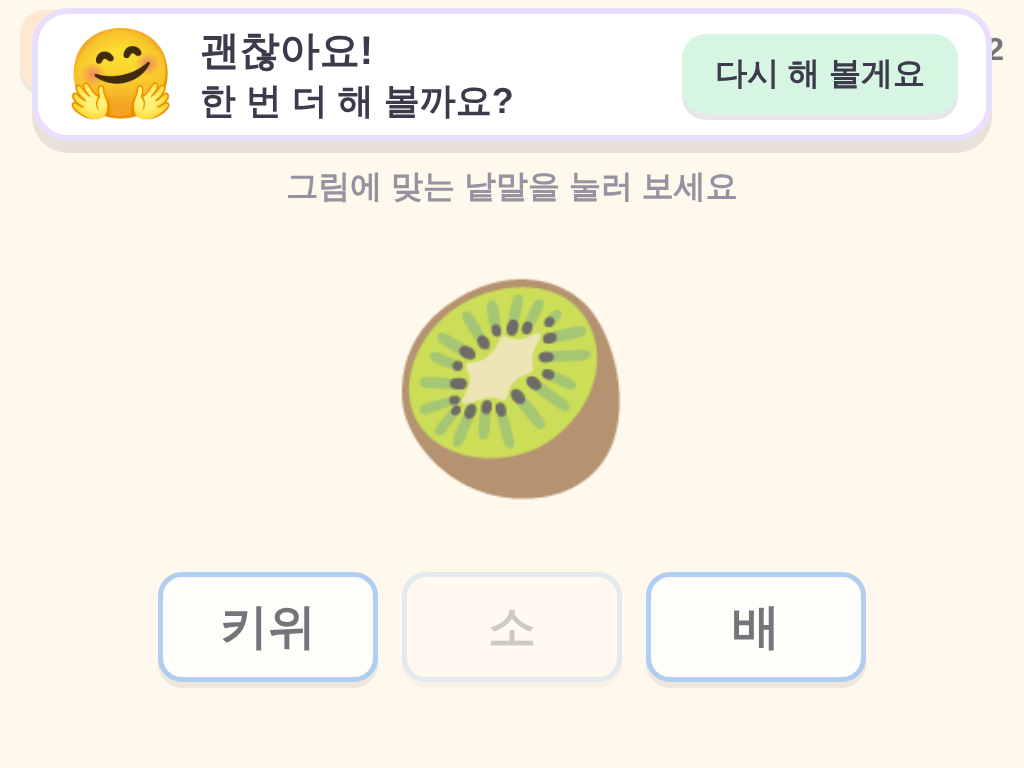 괜찮아요!
한 번 더 해 볼까요?
다시 해 볼게요
2
그림에 맞는 낱말을 눌러 보세요
키위
소
배